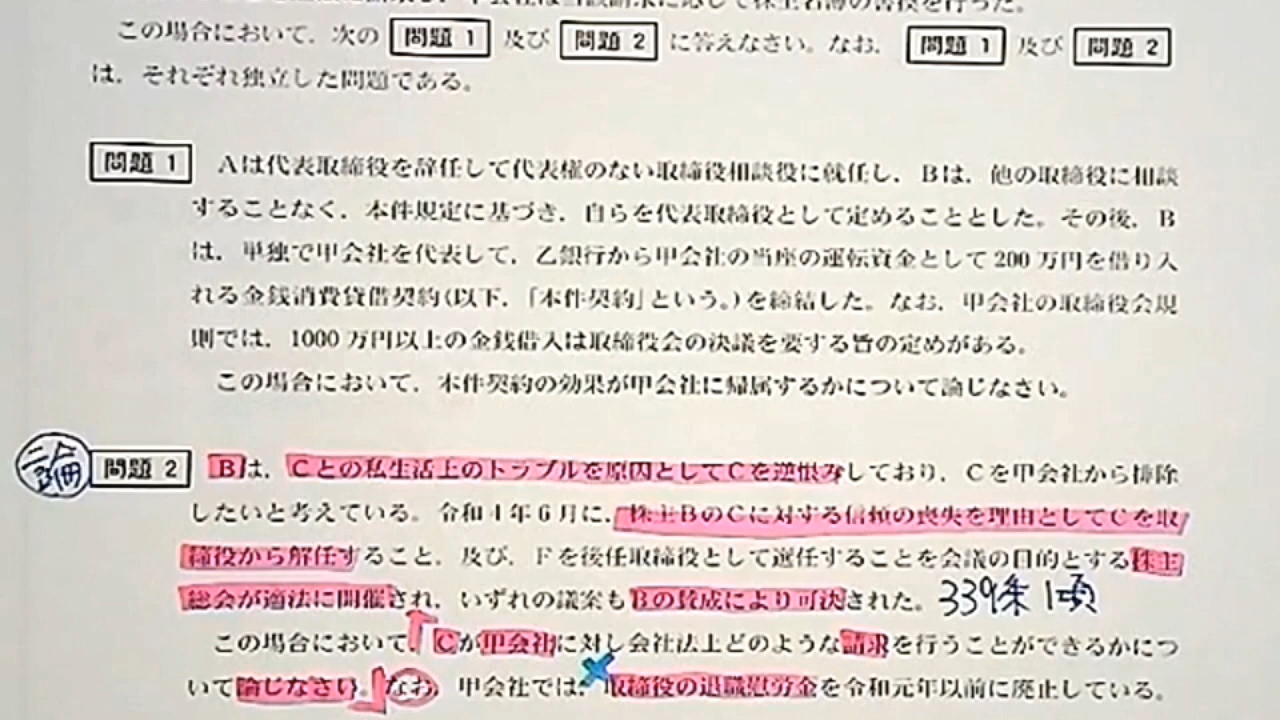 この場合において，次の 問題 1 及び 問題 2 に答えなさい。なお， 問題 1 及び 問題 2
は，それぞれ独立した問題である。
問題 1 Aは代表取締役を辞任して代表権のない取締役相談役に就任し，Bは，他の取締役に相談
することなく，本件規定に基づき，自らを代表取締役として定めることとした。その後，B
は，単独で甲会社を代表して，乙銀行から甲会社の当座の運転資金として 200 万円を借り入
れる金銭消費貸借契約（以下，「本件契約」という。）を締結した。なお，甲会社の取締役会規
則では，1000 万円以上の金銭借入は取締役会の決議を要する旨の定めがある。
この場合において，本件契約の効果が甲会社に帰属するかについて論じなさい。
問題 2 Bは，Cとの私生活上のトラブルを原因としてCを逆恨みしており，Cを甲会社から排除
したいと考えている。令和4年6月に，株主BのCに対する信頼の喪失を理由としてCを取
締役から解任すること，及び，Fを後任取締役として選任することを会議の目的とする株主
総会が適法に開催され，いずれの議案もBの賛成により可決された。 339条1項
この場合において，「Cが甲会社に対し会社法上どのような請求を行うことができるかにつ
いて論じなさい。」なお，甲会社では，取締役の退職慰労金を令和元年以前に廃止している。